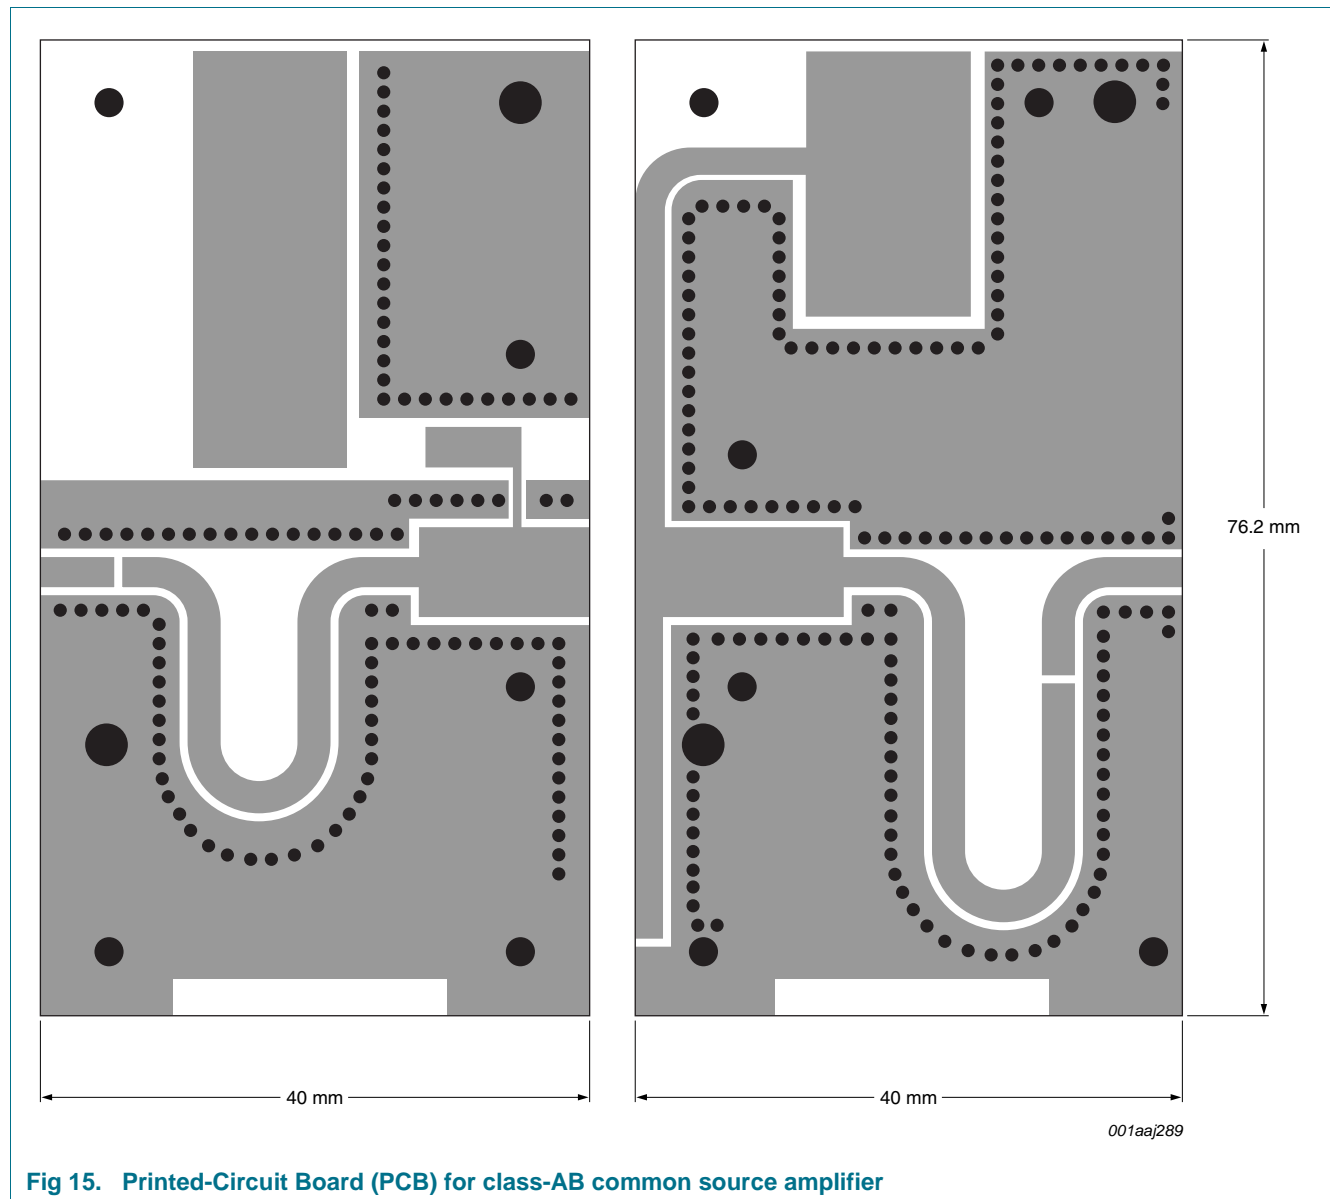 76.2 mm
40 mm
40 mm
001aaj289
Fig 15. Printed-Circuit Board (PCB) for class-AB common source amplifier